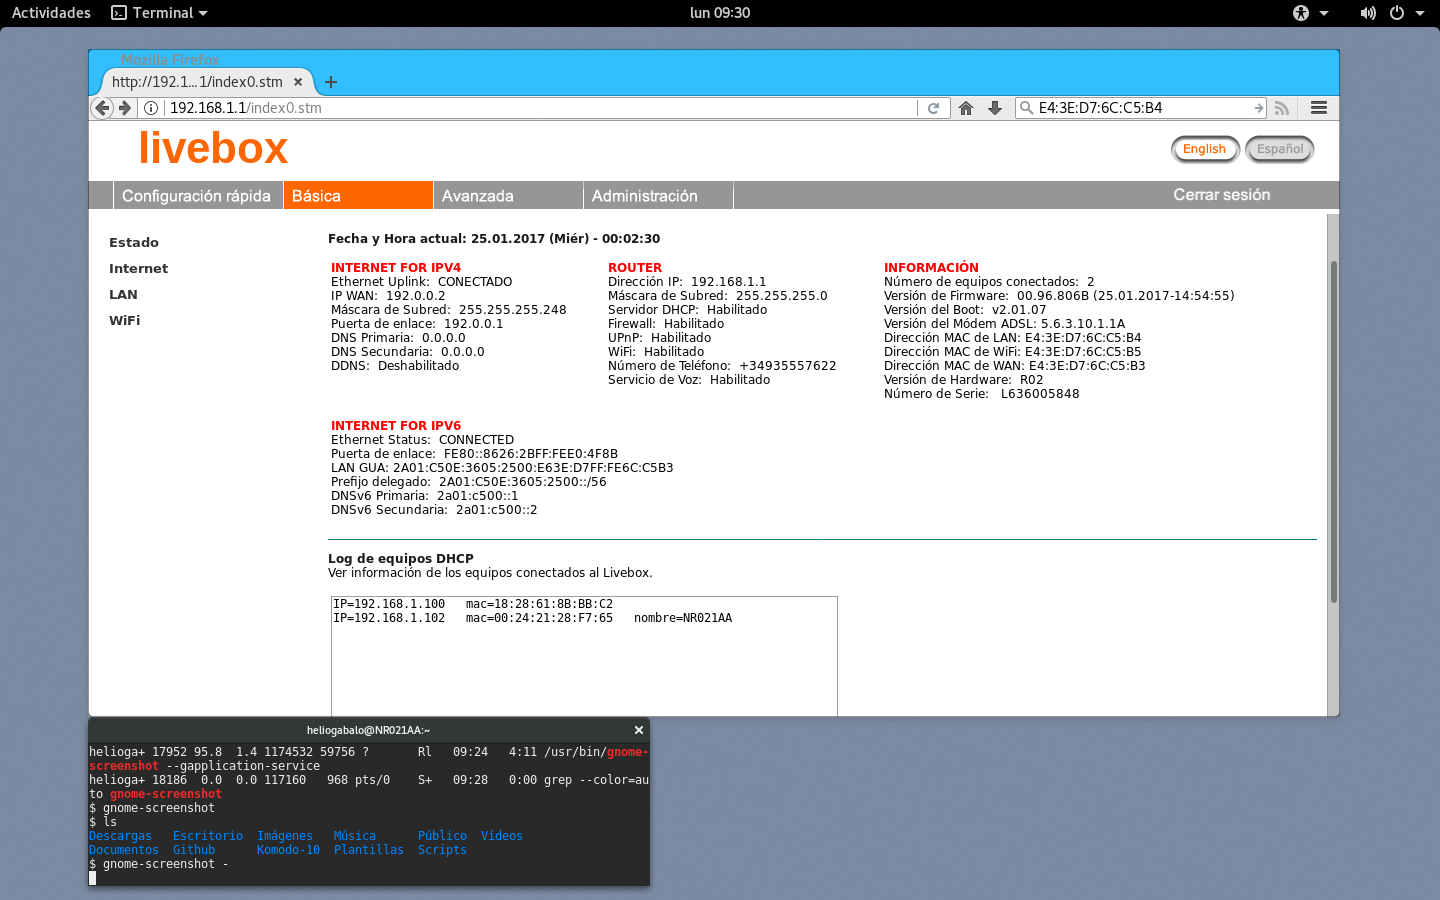 Actividades Terminal lun 09:30
Mozilla Firefox
http://192.1...1/index0.stm × +
192.168.1.1/index0.stm E4:3E:D7:6C:C5:B4
livebox
English Español
Configuración rápida Básica Avanzada Administración Cerrar sesión
Estado
Internet
LAN
WiFi
Fecha y Hora actual: 25.01.2017 (Miér) - 00:02:30
INTERNET FOR IPV4
Ethernet Uplink: CONECTADO
IP WAN: 192.0.0.2
Máscara de Subred: 255.255.255.248
Puerta de enlace: 192.0.0.1
DNS Primaria: 0.0.0.0
DNS Secundaria: 0.0.0.0
DDNS: Deshabilitado
ROUTER
Dirección IP: 192.168.1.1
Máscara de Subred: 255.255.255.0
Servidor DHCP: Habilitado
Firewall: Habilitado
UPnP: Habilitado
WiFi: Habilitado
Número de Teléfono: +34935557622
Servicio de Voz: Habilitado
INFORMACIÓN
Número de equipos conectados: 2
Versión de Firmware: 00.96.806B (25.01.2017-14:54:55)
Versión del Boot: v2.01.07
Versión del Módem ADSL: 5.6.3.10.1.1A
Dirección MAC de LAN: E4:3E:D7:6C:C5:B4
Dirección MAC de WiFi: E4:3E:D7:6C:C5:B5
Dirección MAC de WAN: E4:3E:D7:6C:C5:B3
Versión de Hardware: R02
Número de Serie: L636005848
INTERNET FOR IPV6
Ethernet Status: CONNECTED
Puerta de enlace: FE80::8626:2BFF:FEE0:4F8B
LAN GUA: 2A01:C50E:3605:2500:E63E:D7FF:FE6C:C5B3
Prefijo delegado: 2A01:C50E:3605:2500::/56
DNSv6 Primaria: 2a01:c500::1
DNSv6 Secundaria: 2a01:c500::2
Log de equipos DHCP
Ver información de los equipos conectados al Livebox.
IP=192.168.1.100 mac=18:28:61:8B:BB:C2
IP=192.168.1.102 mac=00:24:21:28:F7:65 nombre=NR021AA
heliogabalo@NR021AA:~ ×
helioga+ 17952 95.8 1.4 1174532 59756 ? Rl 09:24 4:11 /usr/bin/gnome-
screenshot --gapplication-service
helioga+ 18186 0.0 0.0 117160 968 pts/0 S+ 09:28 0:00 grep --color=au
to gnome-screenshot
$ gnome-screenshot
$ ls
Descargas Escritorio Imágenes Música Público Vídeos
Documentos Github Komodo-10 Plantillas Scripts
$ gnome-screenshot -